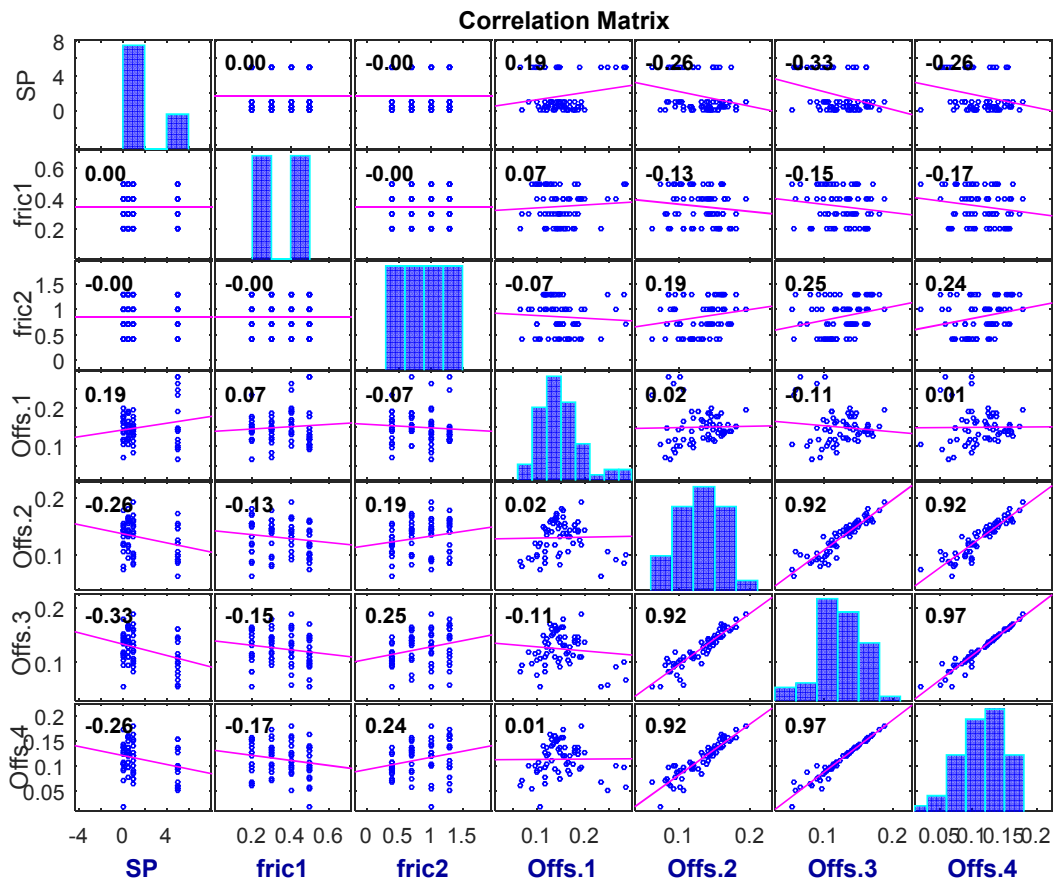 Correlation Matrix
SP 8 4 0 0.00 -0.00 0.19 -0.26 -0.33 -0.26
fric1 0.6 0.4 0.2 0.00 -0.00 0.07 -0.13 -0.15 -0.17
fric2 1.5 1 0.5 0 -0.00 -0.00 -0.07 0.19 0.25 0.24
Offs.1 0.2 0.1 0.19 0.07 -0.07 0.02 -0.11 0.01
Offs.2 0.2 0.1 -0.26 -0.13 0.19 0.02 0.92 0.92
Offs.3 0.2 0.1 -0.33 -0.15 0.25 -0.11 0.92 0.97
Offs.4 0.2 0.15 0.1 0.05 -0.26 -0.17 0.24 0.01 0.92 0.97
-4 0 4 0.2 0.4 0.6 0 0.5 1 1.5 0.1 0.2 0.1 0.2 0.1 0.2 0.05 0.1 0.15 0.2
SP fric1 fric2 Offs.1 Offs.2 Offs.3 Offs.4